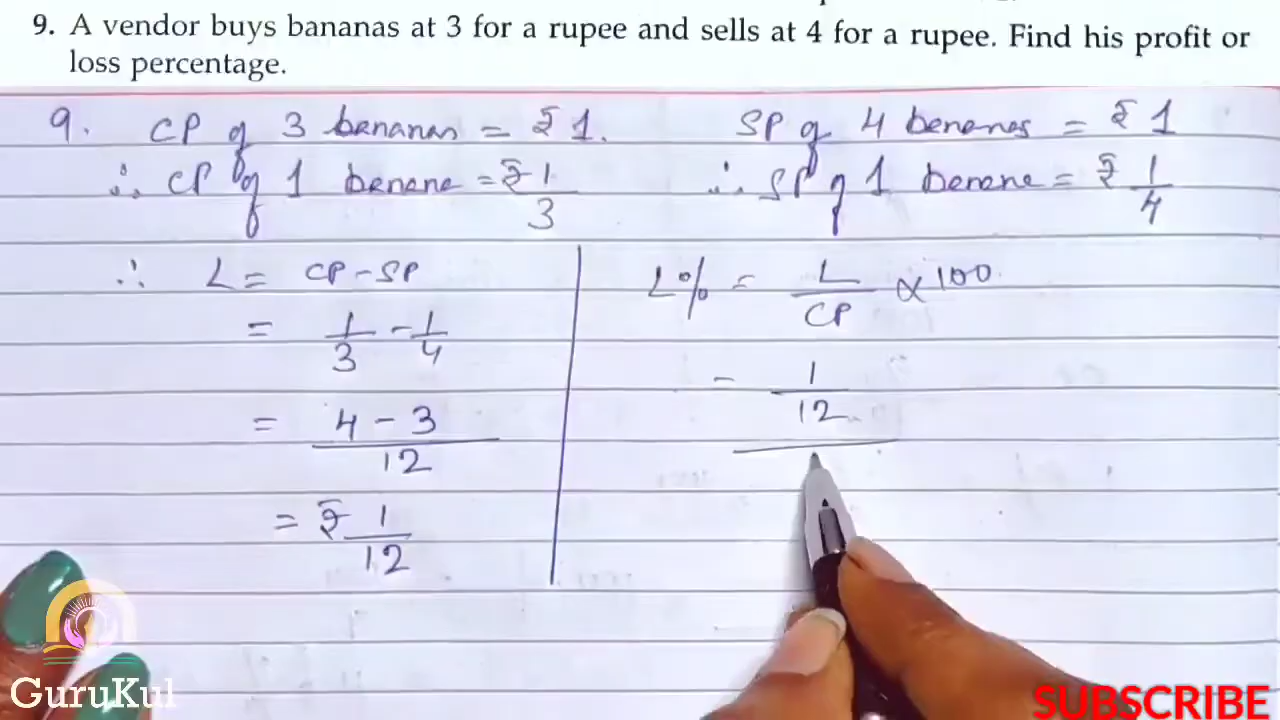 9. A vendor buys bananas at 3 for a rupee and sells at 4 for a rupee. Find his profit or
loss percentage.
9. CP of 3 bananas = ₹ 1. SP of 4 bananas = ₹ 1
∴ CP of 1 banana = ₹ 1/3 ∴ SP of 1 banana = ₹ 1/4
∴ L = CP - SP
= 1/3 - 1/4
= 4 - 3/12
= ₹ 1/12
L% = L/CP × 100
= 1/12
GuruKul
SUBSCRIBE